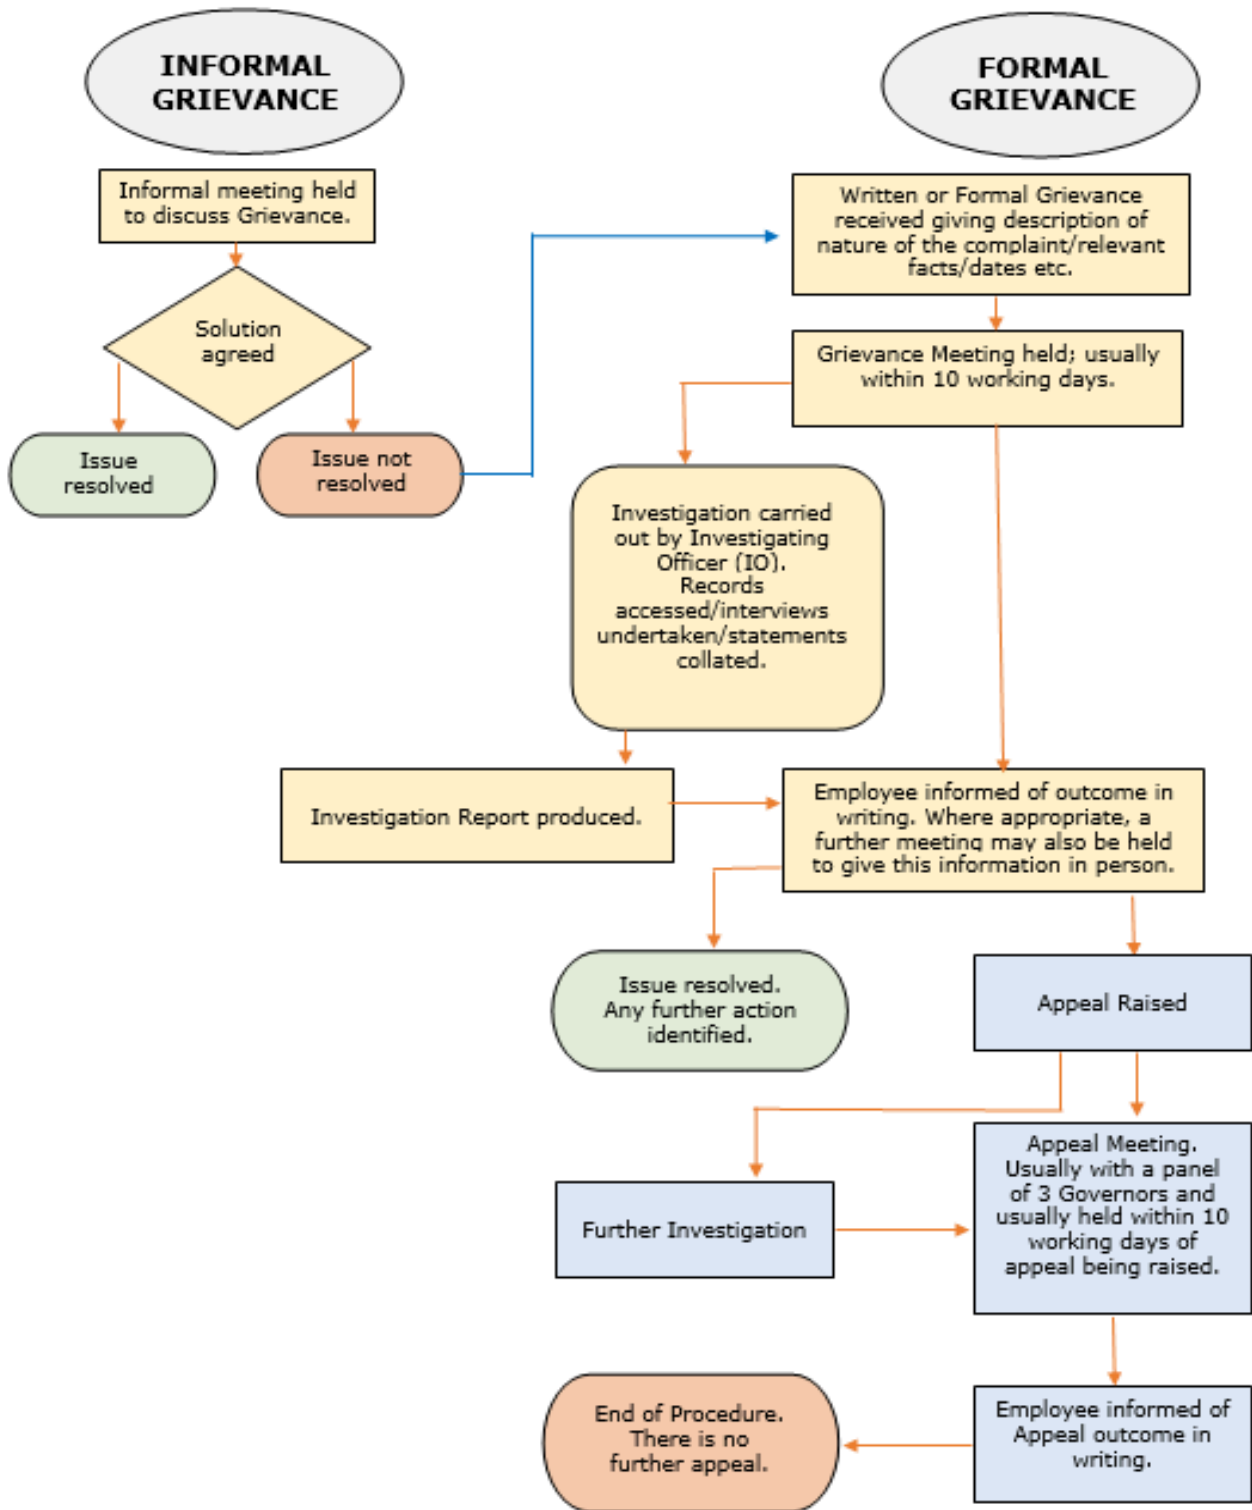 INFORMAL
GRIEVANCE
Informal meeting held
to discuss Grievance.
Solution
agreed
Issue
resolved
Issue not
resolved
FORMAL
GRIEVANCE
Written or Formal Grievance
received giving description of
nature of the complaint/relevant
facts/dates etc.
Grievance Meeting held; usually
within 10 working days.
Investigation carried
out by Investigating
Officer (IO).
Records
accessed/interviews
undertaken/statements
collated.
Investigation Report produced.
Employee informed of outcome in
writing. Where appropriate, a
further meeting may also be held
to give this information in person.
Issue resolved.
Any further action
identified.
Appeal Raised
Further Investigation
Appeal Meeting.
Usually with a panel
of 3 Governors and
usually held within 10
working days of
appeal being raised.
Employee informed of
Appeal outcome in
writing.
End of Procedure.
There is no
further appeal.